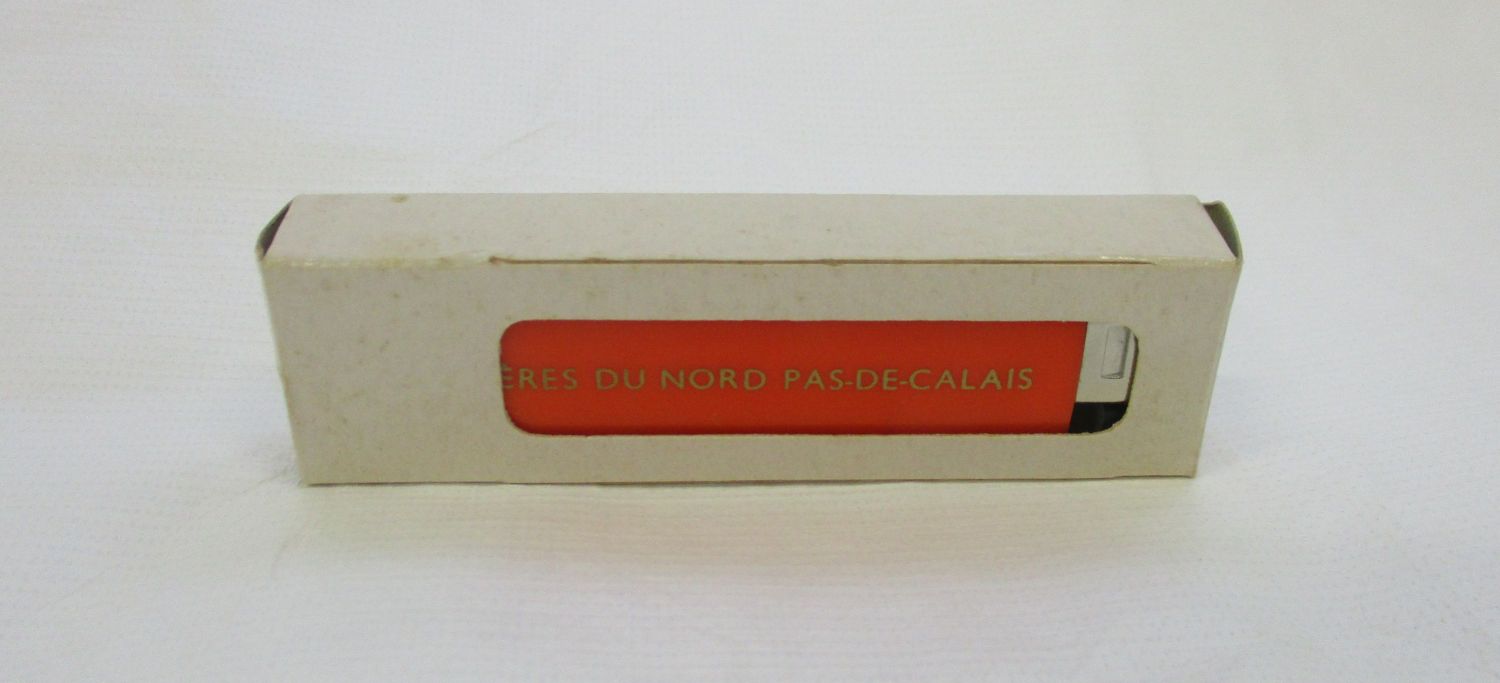 ÈRES DU NORD PAS-DE-CALAIS